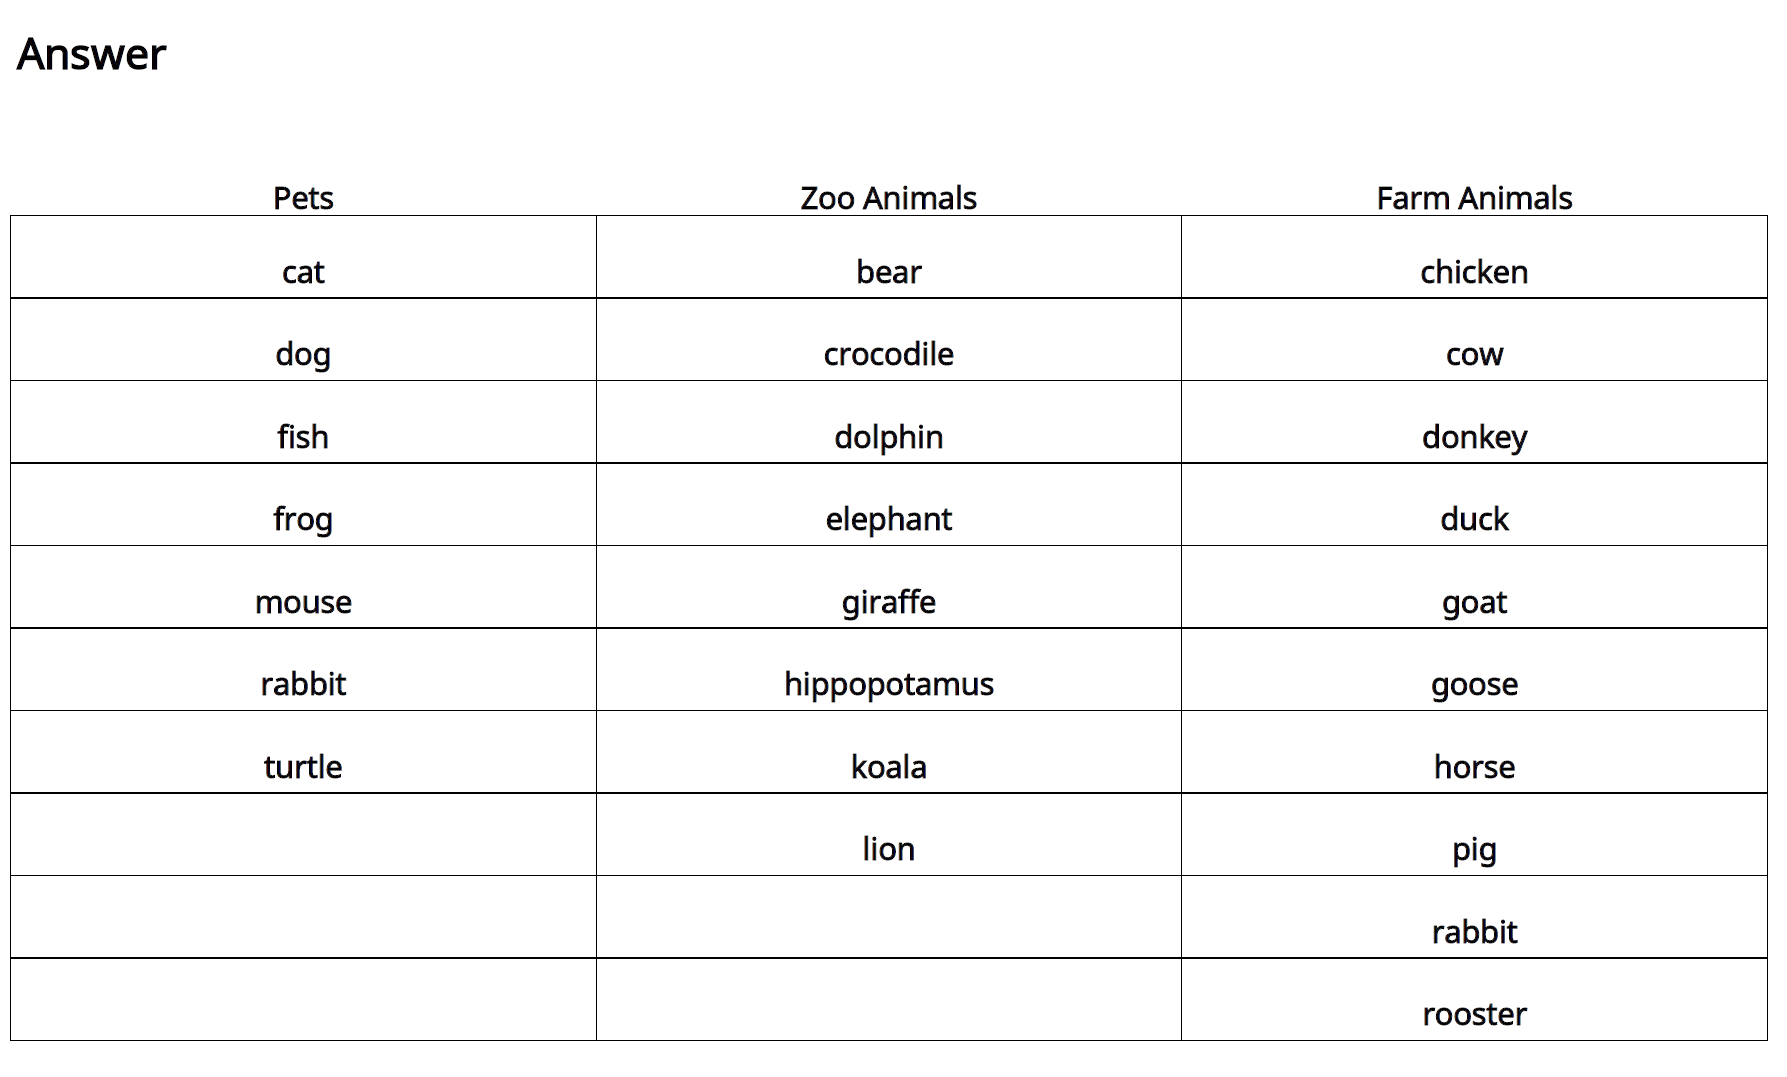 Answer
Pets Zoo Animals Farm Animals
cat bear chicken
dog crocodile cow
fish dolphin donkey
frog elephant duck
mouse giraffe goat
rabbit hippopotamus goose
turtle koala horse
lion pig
rabbit
rooster